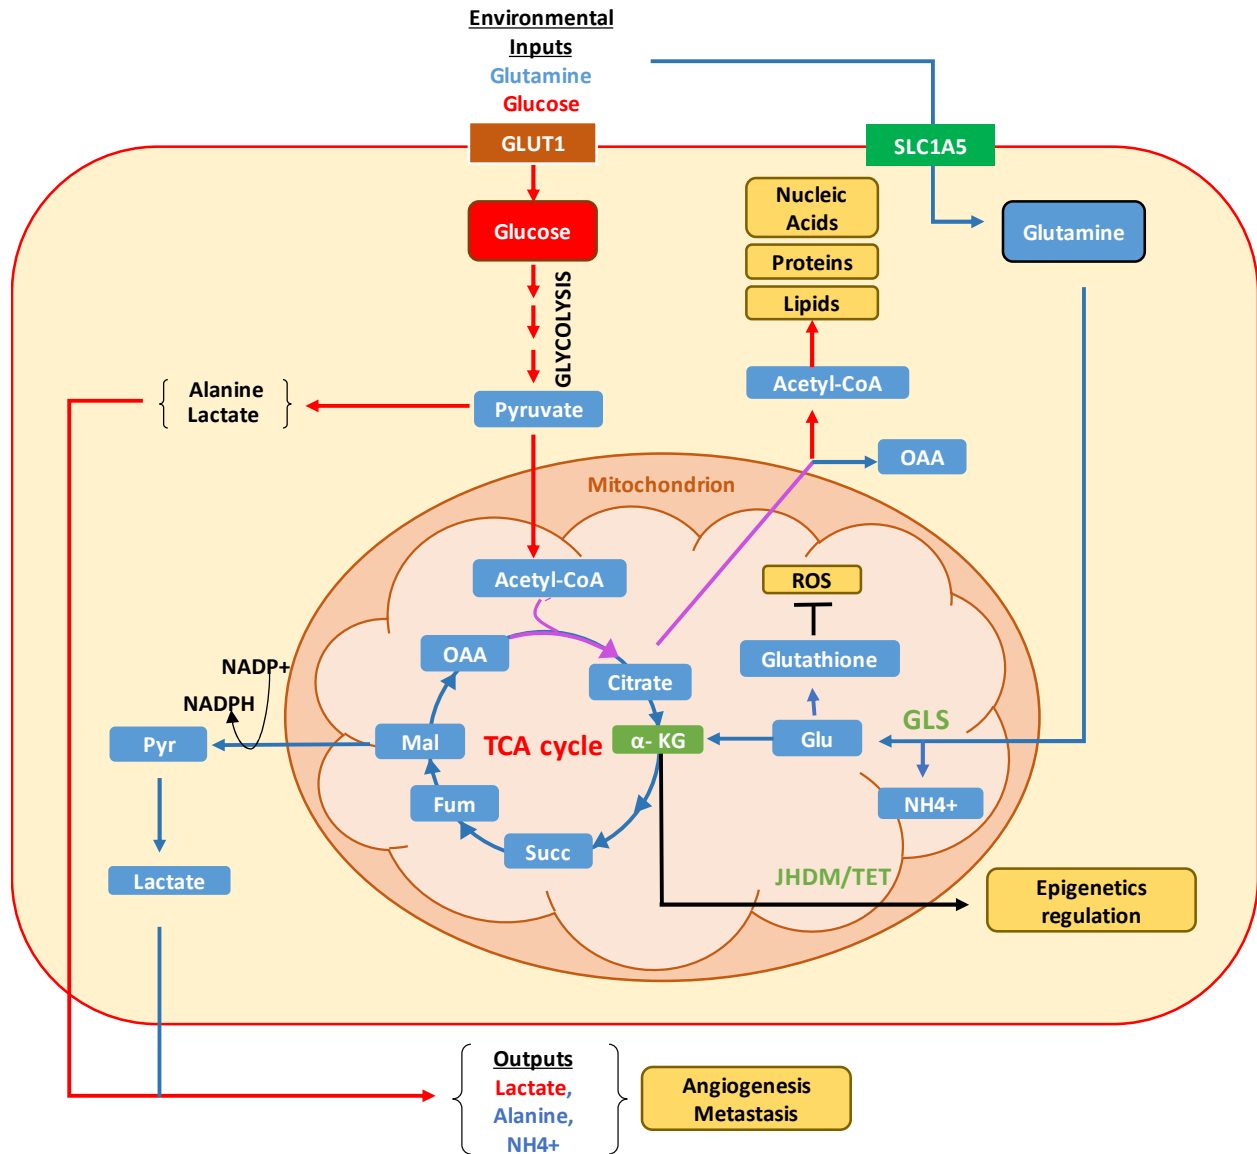 Environmental
Inputs
Glutamine
Glucose
GLUT1
SLC1A5
Glucose
Nucleic
Acids
Proteins
Lipids
Glutamine
GLYCOLYSIS
Acetyl-CoA
Alanine
Lactate
Pyruvate
OAA
Mitochondrion
Acetyl-CoA
ROS
OAA
Glutathione
Citrate
NADP+
NADPH
Pyr
Mal
TCA cycle
α- KG
Glu
GLS
Fum
NH4+
Succ
Lactate
JHDM/TET
Epigenetics
regulation
Outputs
Lactate,
Alanine,
NH4+
Angiogenesis
Metastasis